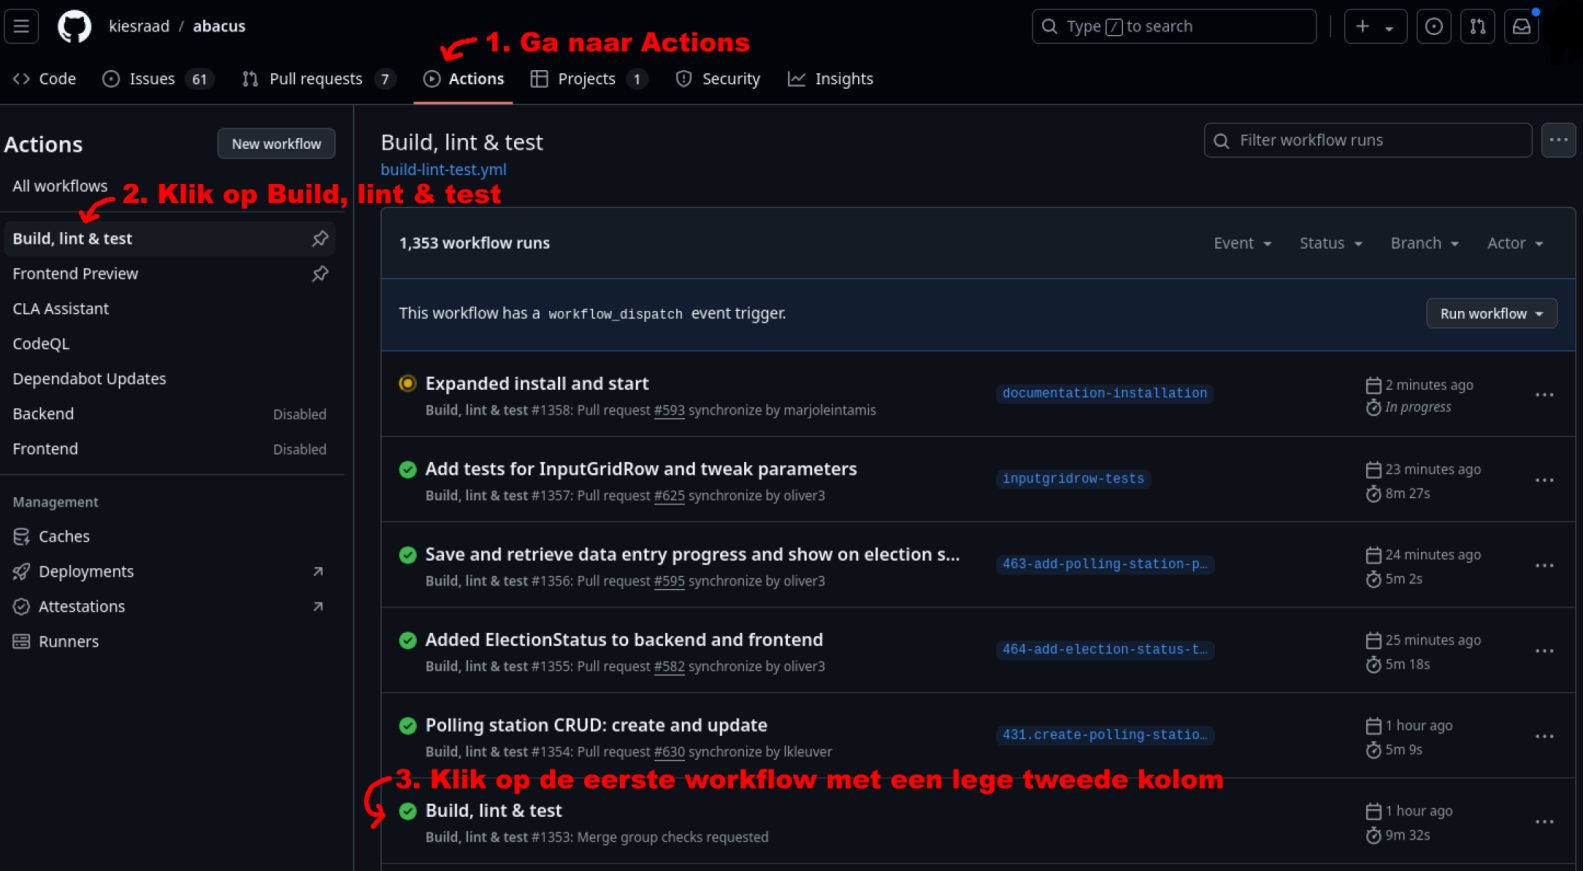 kiesraad / abacus
Type / to search
1. Ga naar Actions
Code
Issues 61
Pull requests 7
Actions
Projects 1
Security
Insights
Actions
New workflow
All workflows
2. Klik op Build, lint & test
Build, lint & test
Frontend Preview
CLA Assistant
CodeQL
Dependabot Updates
Backend Disabled
Frontend Disabled
Management
Caches
Deployments
Attestations
Runners
Build, lint & test
build-lint-test.yml
Filter workflow runs
1,353 workflow runs
Event Status Branch Actor
This workflow has a workflow_dispatch event trigger.
Run workflow
Expanded install and start
Build, lint & test #1358: Pull request #593 synchronize by marjoleintamis
documentation-installation
2 minutes ago
In progress
Add tests for InputGridRow and tweak parameters
Build, lint & test #1357: Pull request #625 synchronize by oliver3
inputgridrow-tests
23 minutes ago
8m 27s
Save and retrieve data entry progress and show on election s...
Build, lint & test #1356: Pull request #595 synchronize by oliver3
463-add-polling-station-p…
24 minutes ago
5m 2s
Added ElectionStatus to backend and frontend
Build, lint & test #1355: Pull request #582 synchronize by oliver3
464-add-election-status-t…
25 minutes ago
5m 18s
Polling station CRUD: create and update
Build, lint & test #1354: Pull request #630 synchronize by lkleuver
431.create-polling-statio…
1 hour ago
5m 9s
3. Klik op de eerste workflow met een lege tweede kolom
Build, lint & test
Build, lint & test #1353: Merge group checks requested
1 hour ago
9m 32s